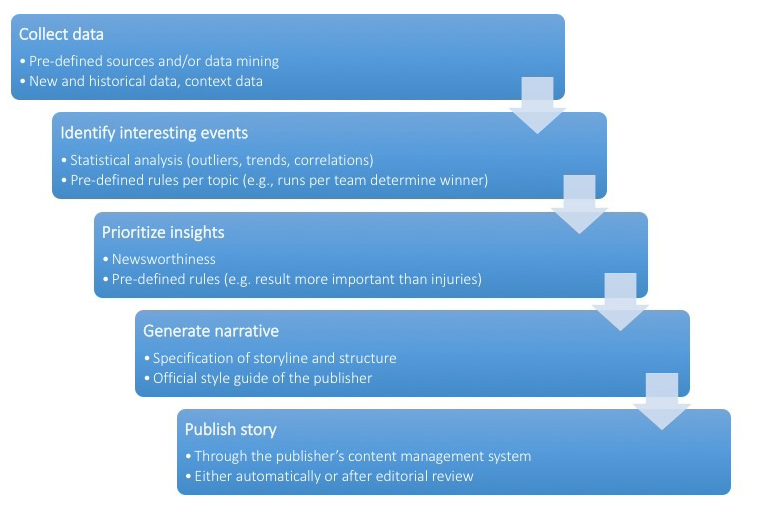 Collect data
• Pre-defined sources and/or data mining
• New and historical data, context data
Identify interesting events
• Statistical analysis (outliers, trends, correlations)
• Pre-defined rules per topic (e.g., runs per team determine winner)
Prioritize insights
• Newsworthiness
• Pre-defined rules (e.g. result more important than injuries)
Generate narrative
• Specification of storyline and structure
• Official style guide of the publisher
Publish story
• Through the publisher’s content management system
• Either automatically or after editorial review